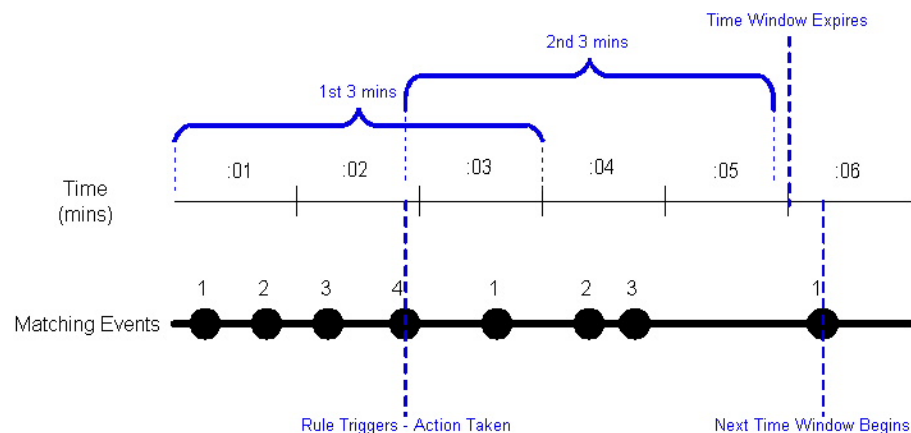 Time Window Expires
2nd 3 mins
1st 3 mins
:01 :02 :03 :04 :05 :06
Time
(mins)
1 2 3 4 1 2 3 1
Matching Events
Rule Triggers - Action Taken Next Time Window Begins